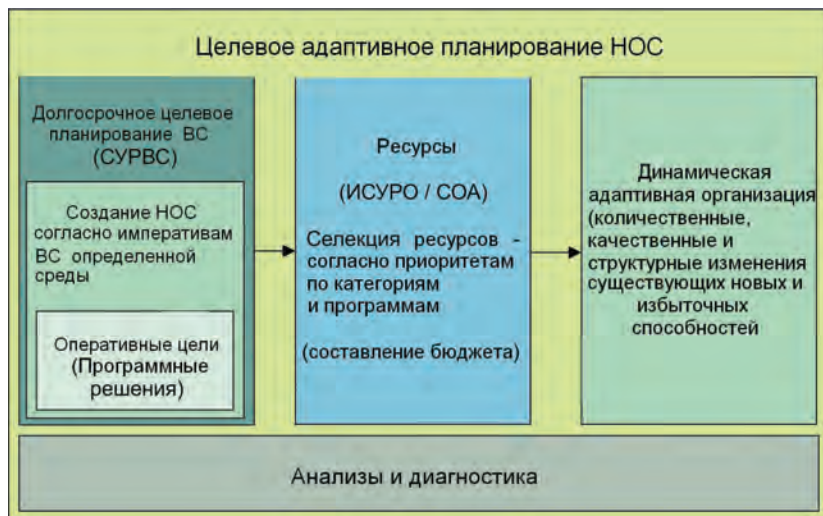 Целевое адаптивное планирование НОС
Долгосрочное целевое
планирование ВС
(СУРВС)
Создание НОС
согласно императивам
ВС определенной
среды
Оперативные цели
(Программные
решения)
Ресурсы
(ИСУРО / СОА)
Селекция ресурсов -
согласно приоритетам
по категориям
и программам
(составление бюджета)
Динамическая
адаптивная организация
(количественные,
качественные и
структурные изменения
существующих новых и
избыточных
способностей
Анализы и диагностика